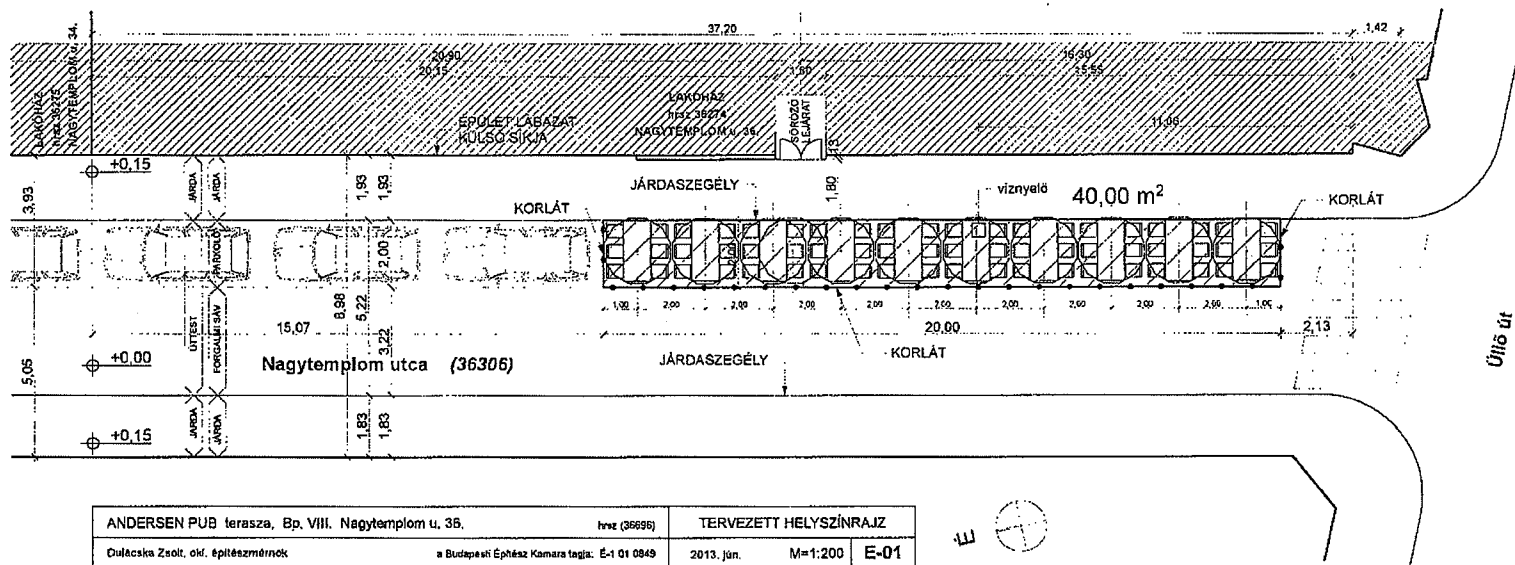 37,20
1,42
20,90
16,30
20,15
1,60
15,55
LAKÓHÁZ
hrsz 36275
NAGYTEMPLOM u. 34.
ÉPÜLET LÁBAZAT
KÜLSŐ SÍKJA
LAKÓHÁZ
hrsz 36274
NAGYTEMPLOM u. 36.
SÖRÖZŐ
LEJÁRAT
11,06
13
+0,15
JÁRDA
JÁRDA
1,93
1,93
3,93
JÁRDASZEGÉLY
1,80
víznyelő
40,00 m²
KORLÁT
KORLÁT
PARKOLÓ
2,00
1,00
2,00
2,00
2,00
2,00
2,00
2,00
2,00
2,00
2,00
1,00
15,07
8,98
5,22
20,00
2,13
ÚTTEST
FORGALMI SÁV
3,22
5,05
+0,00
Nagytemplom utca (36306)
JÁRDASZEGÉLY
KORLÁT
Üllő út
+0,15
JÁRDA
JÁRDA
1,83
1,83
ANDERSEN PUB terasza, Bp. VIII. Nagytemplom u. 36.
hrsz (36696)
TERVEZETT HELYSZÍNRAJZ
Dulácska Zsolt, okl. építészmérnök
a Budapesti Építész Kamara tagja: É-1 01 0849
2013. jún.
M=1:200
E-01
É